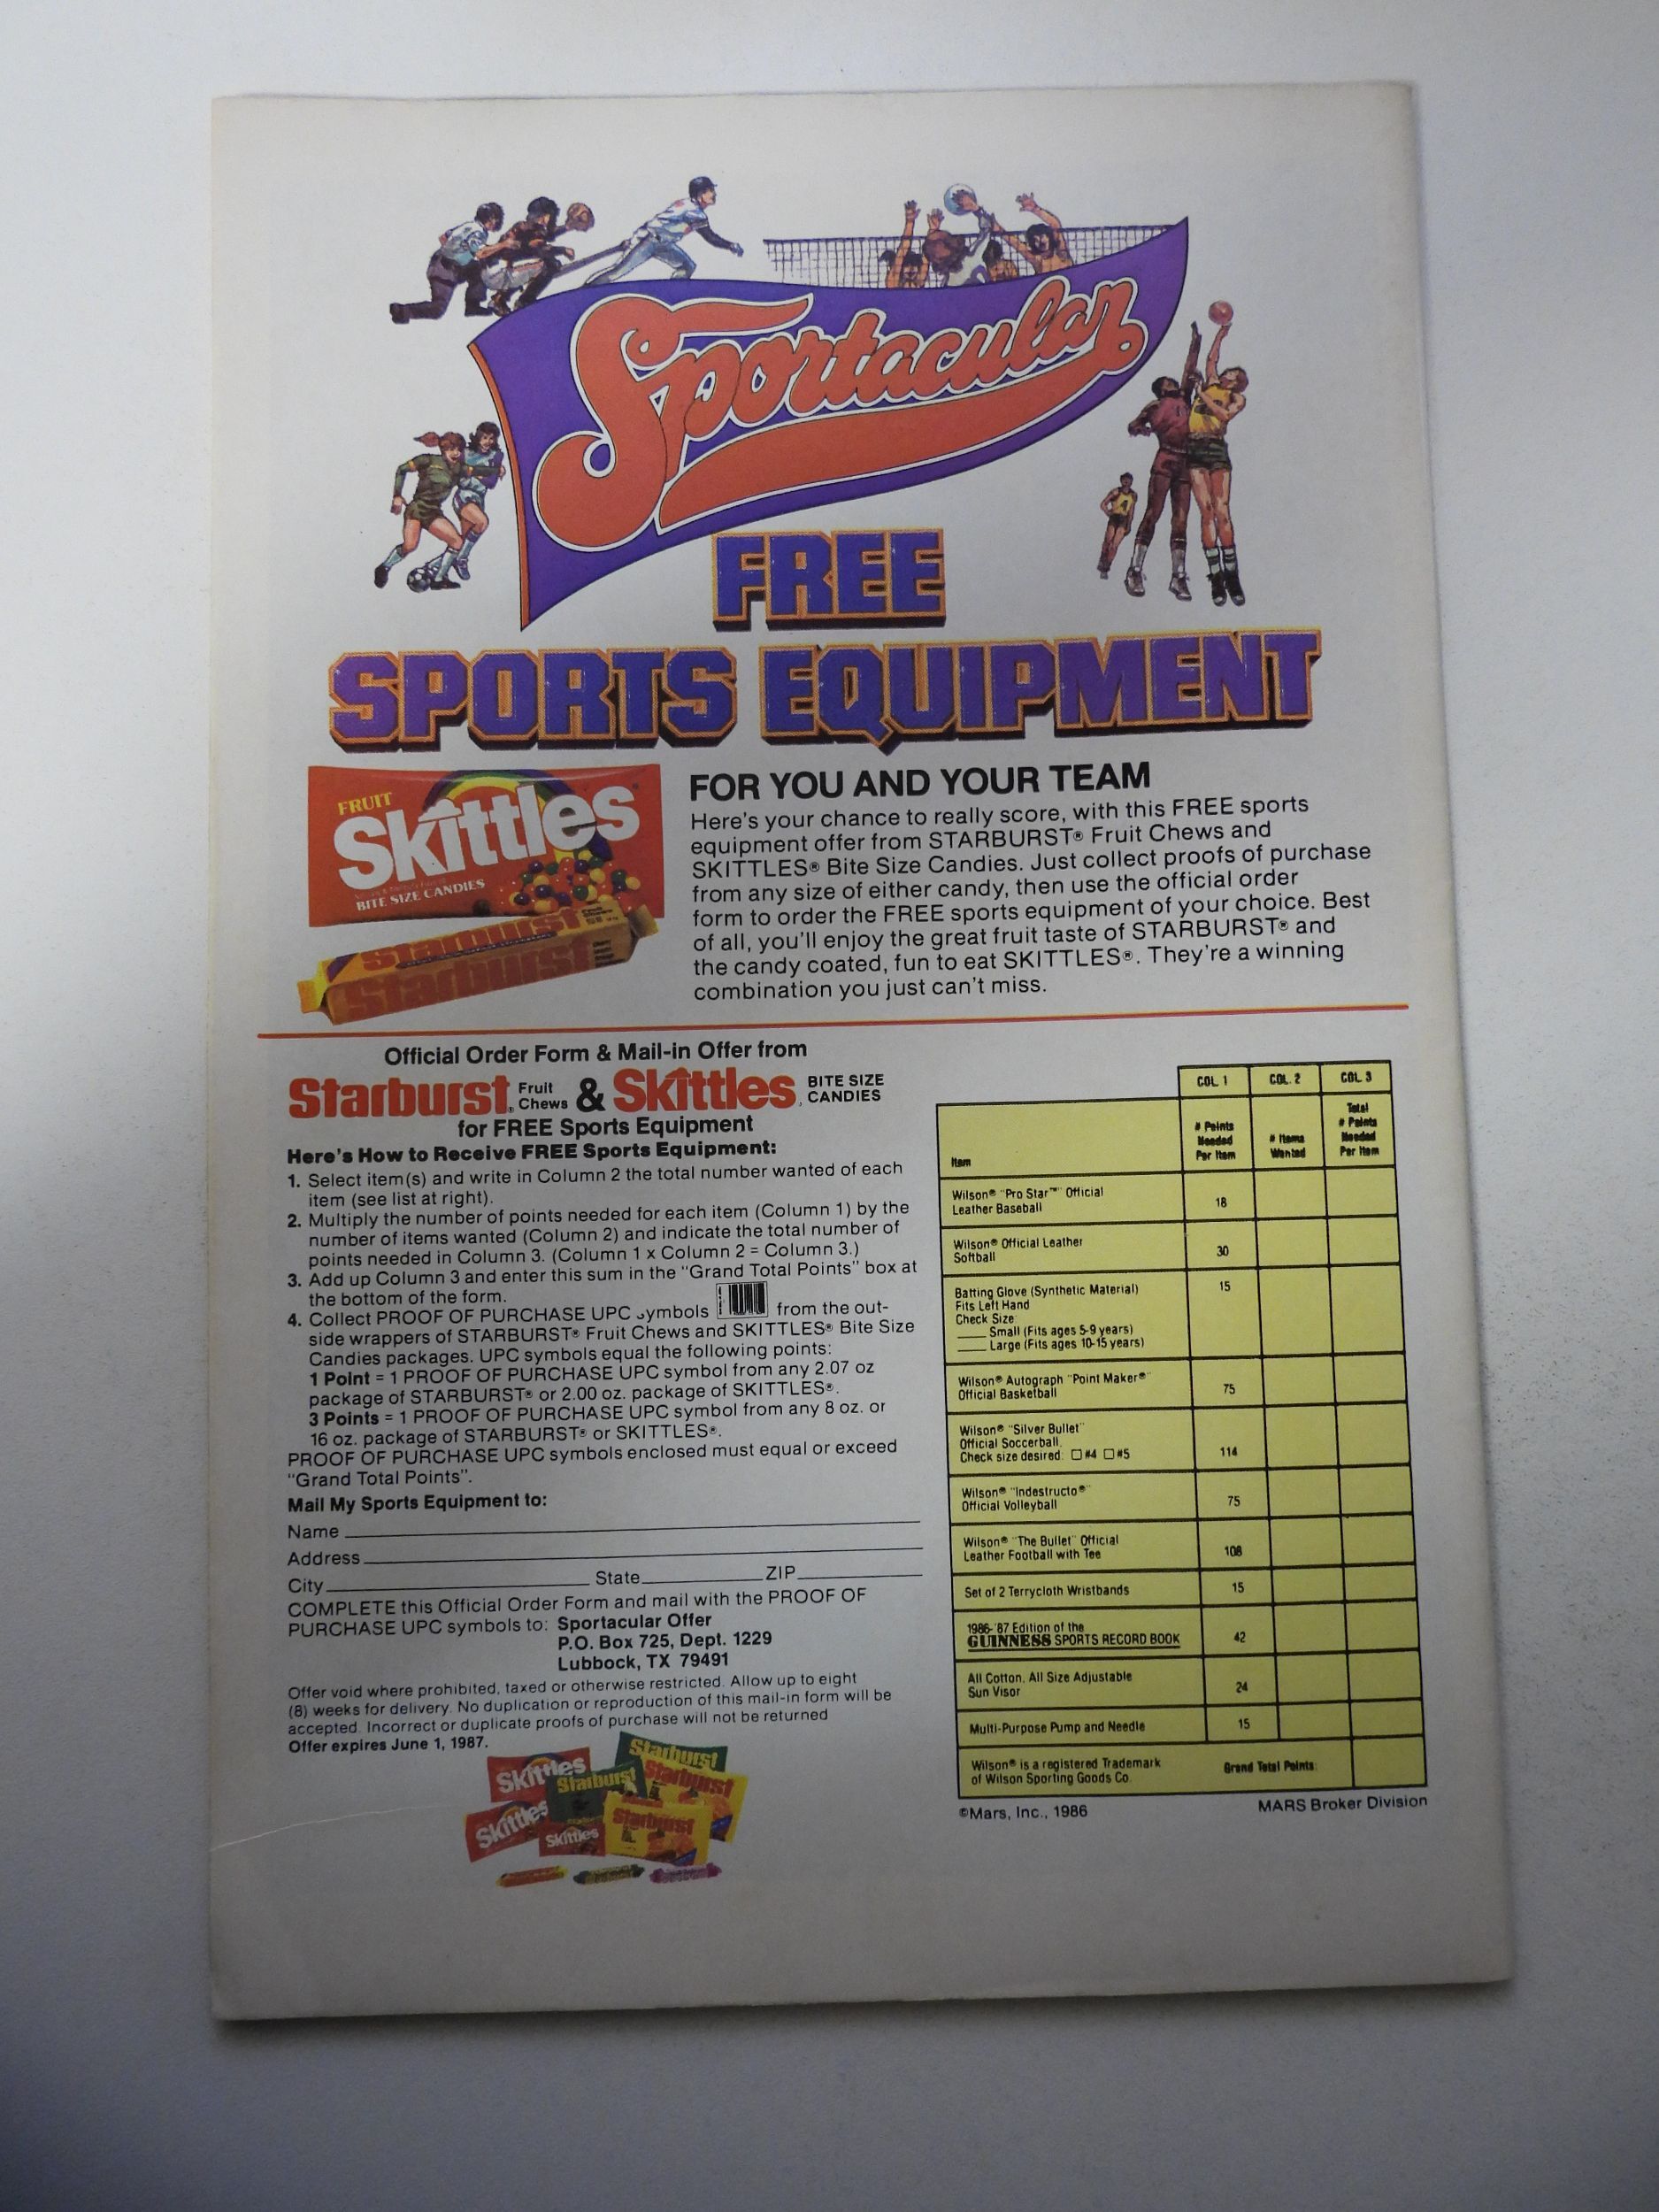 Sportacular
FREE
SPORTS EQUIPMENT
FRUIT
Skittles
BITE SIZE CANDIES
Starburst
Starburst
FOR YOU AND YOUR TEAM
Here's your chance to really score, with this FREE sports
equipment offer from STARBURST® Fruit Chews and
SKITTLES® Bite Size Candies. Just collect proofs of purchase
from any size of either candy, then use the official order
form to order the FREE sports equipment of your choice. Best
of all, you'll enjoy the great fruit taste of STARBURST® and
the candy coated, fun to eat SKITTLES®. They're a winning
combination you just can't miss.
Official Order Form & Mail-in Offer from
Starburst® Fruit Chews & Skittles® BITE SIZE CANDIES
for FREE Sports Equipment
Here's How to Receive FREE Sports Equipment:
1. Select item(s) and write in Column 2 the total number wanted of each
item (see list at right).
2. Multiply the number of points needed for each item (Column 1) by the
number of items wanted (Column 2) and indicate the total number of
points needed in Column 3. (Column 1 x Column 2 = Column 3.)
3. Add up Column 3 and enter this sum in the "Grand Total Points" box at
the bottom of the form.
4. Collect PROOF OF PURCHASE UPC symbols from the out-
side wrappers of STARBURST® Fruit Chews and SKITTLES® Bite Size
Candies packages. UPC symbols equal the following points:
1 Point = 1 PROOF OF PURCHASE UPC symbol from any 2.07 oz
package of STARBURST® or 2.00 oz. package of SKITTLES®.
3 Points = 1 PROOF OF PURCHASE UPC symbol from any 8 oz. or
16 oz. package of STARBURST® or SKITTLES®.
PROOF OF PURCHASE UPC symbols enclosed must equal or exceed
"Grand Total Points".
Mail My Sports Equipment to:
Name
Address
City State ZIP
COMPLETE this Official Order Form and mail with the PROOF OF
PURCHASE UPC symbols to: Sportacular Offer
P.O. Box 725, Dept. 1229
Lubbock, TX 79491
Offer void where prohibited, taxed or otherwise restricted. Allow up to eight
(8) weeks for delivery. No duplication or reproduction of this mail-in form will be
accepted. Incorrect or duplicate proofs of purchase will not be returned
Offer expires June 1, 1987.
Skittles
Starburst
Starburst
Starburst
Skittles
Skittles
Starburst
COL 1 COL. 2 COL 3
Item # Points Needed Per Item # Items Wanted Total # Points Needed Per Item
Wilson® "Pro Star™" Official
Leather Baseball 18
Wilson® Official Leather
Softball 30
Batting Glove (Synthetic Material) 15
Fits Left Hand
Check Size
Small (Fits ages 5-9 years)
Large (Fits ages 10-15 years)
Wilson® Autograph "Point Maker®"
Official Basketball 75
Wilson® "Silver Bullet"
Official Soccerball.
Check size desired: □ #4 □ #5 114
Wilson® "Indestructo®"
Official Volleyball 75
Wilson® "The Bullet" Official
Leather Football with Tee 108
Set of 2 Terrycloth Wristbands 15
1986-'87 Edition of the
GUINNESS SPORTS RECORD BOOK 42
All Cotton, All Size Adjustable
Sun Visor 24
Multi-Purpose Pump and Needle 15
Wilson® is a registered Trademark
of Wilson Sporting Goods Co. Grand Total Points:
©Mars, Inc., 1986 MARS Broker Division